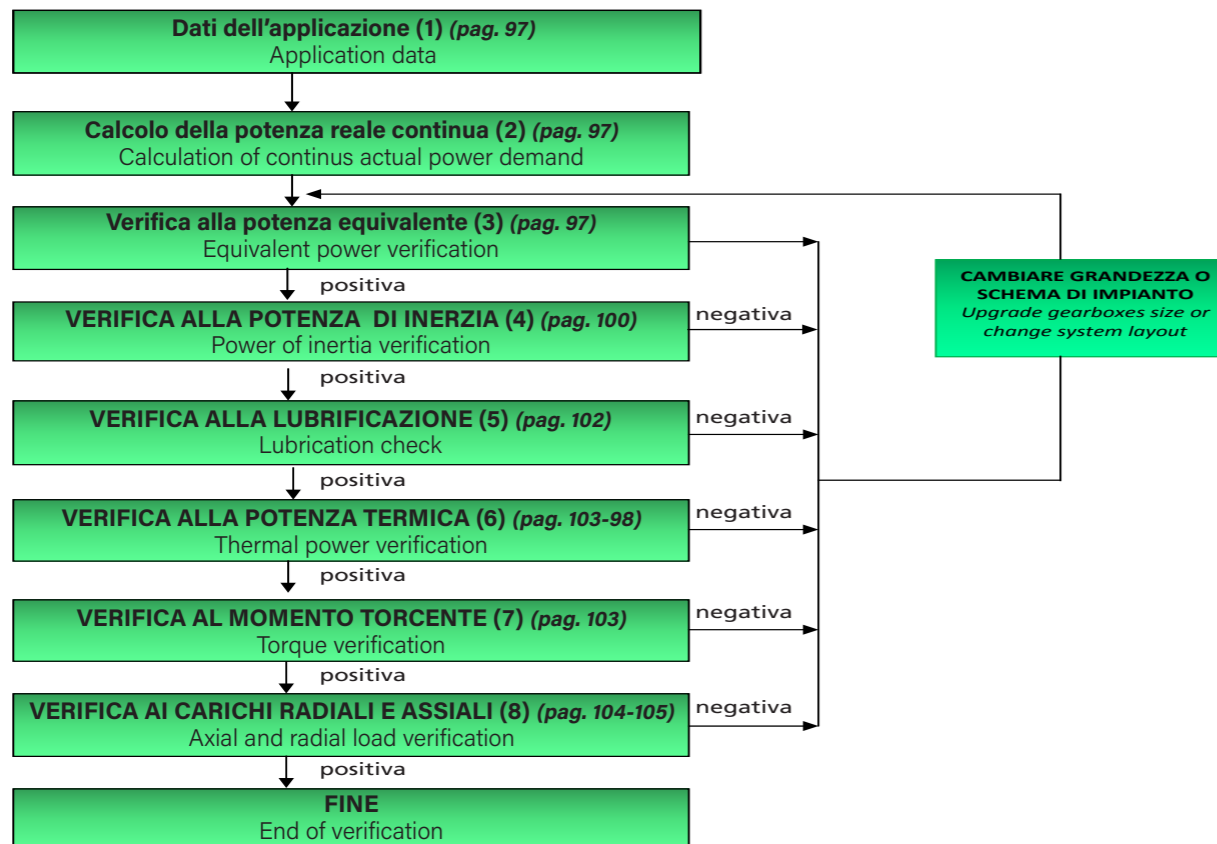 Dati dell'applicazione (1) (pag. 97)
Application data
Calcolo della potenza reale continua (2) (pag. 97)
Calculation of continus actual power demand
Verifica alla potenza equivalente (3) (pag. 97)
Equivalent power verification
positiva
CAMBIARE GRANDEZZA O
SCHEMA DI IMPIANTO
Upgrade gearboxes size or
change system layout
VERIFICA ALLA POTENZA DI INERZIA (4) (pag. 100)
Power of inertia verification
negativa
positiva
VERIFICA ALLA LUBRIFICAZIONE (5) (pag. 102)
Lubrication check
negativa
positiva
VERIFICA ALLA POTENZA TERMICA (6) (pag. 103-98)
Thermal power verification
negativa
positiva
VERIFICA AL MOMENTO TORCENTE (7) (pag. 103)
Torque verification
negativa
positiva
VERIFICA AI CARICHI RADIALI E ASSIALI (8) (pag. 104-105)
Axial and radial load verification
negativa
positiva
FINE
End of verification